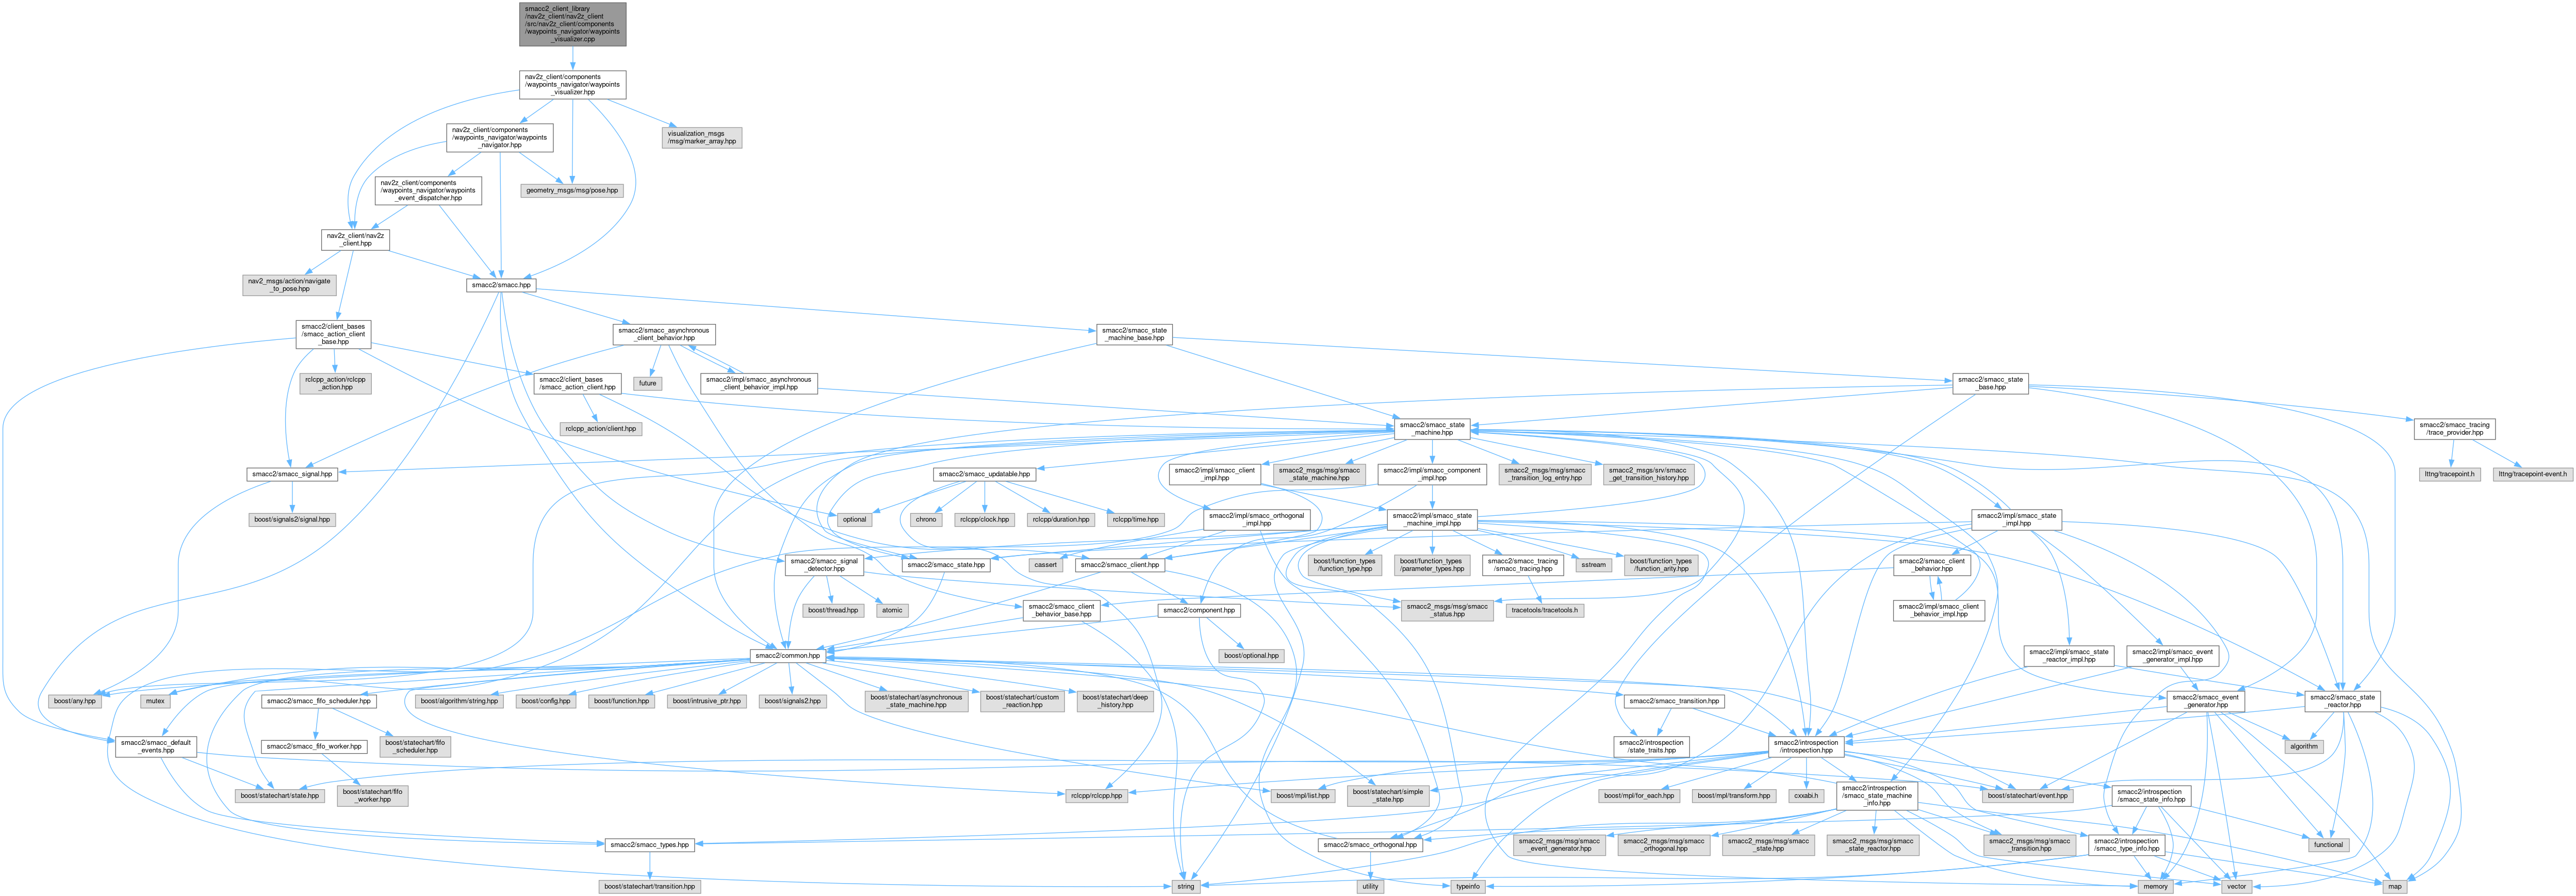 smacc2_client_library
/nav2z_client/nav2z_client
/src/nav2z_client/components
/waypoints_navigator/waypoints
_visualizer.cpp
nav2z_client/components
/waypoints_navigator/waypoints
_visualizer.hpp
nav2z_client/components
/waypoints_navigator/waypoints
_navigator.hpp
visualization_msgs
/msg/marker_array.hpp
nav2z_client/components
/waypoints_navigator/waypoints
_event_dispatcher.hpp
geometry_msgs/msg/pose.hpp
nav2z_client/nav2z
_client.hpp
nav2_msgs/action/navigate
_to_pose.hpp
smacc2/smacc.hpp
smacc2/client_bases
/smacc_action_client
_base.hpp
smacc2/smacc_asynchronous
_client_behavior.hpp
smacc2/smacc_state
_machine_base.hpp
rclcpp_action/rclcpp
_action.hpp
smacc2/client_bases
/smacc_action_client.hpp
future
smacc2/impl/smacc_asynchronous
_client_behavior_impl.hpp
smacc2/smacc_state
_base.hpp
rclcpp_action/client.hpp
smacc2/smacc_state
_machine.hpp
smacc2/smacc_tracing
/trace_provider.hpp
smacc2/smacc_signal.hpp
smacc2/smacc_updatable.hpp
smacc2/impl/smacc_client
_impl.hpp
smacc2_msgs/msg/smacc
_state_machine.hpp
smacc2/impl/smacc_component
_impl.hpp
smacc2_msgs/msg/smacc
_transition_log_entry.hpp
smacc2_msgs/srv/smacc
_get_transition_history.hpp
lttng/tracepoint.h
lttng/tracepoint-event.h
boost/signals2/signal.hpp
optional
chrono
rclcpp/clock.hpp
rclcpp/duration.hpp
rclcpp/time.hpp
smacc2/impl/smacc_orthogonal
_impl.hpp
smacc2/impl/smacc_state
_machine_impl.hpp
smacc2/impl/smacc_state
_impl.hpp
smacc2/smacc_signal
_detector.hpp
smacc2/smacc_state.hpp
cassert
smacc2/smacc_client.hpp
boost/function_types
/function_type.hpp
boost/function_types
/parameter_types.hpp
smacc2/smacc_tracing
/smacc_tracing.hpp
sstream
boost/function_types
/function_arity.hpp
smacc2/smacc_client
_behavior.hpp
boost/thread.hpp
atomic
smacc2/smacc_client
_behavior_base.hpp
smacc2/component.hpp
smacc2_msgs/msg/smacc
_status.hpp
tracetools/tracetools.h
smacc2/impl/smacc_client
_behavior_impl.hpp
smacc2/common.hpp
boost/optional.hpp
smacc2/impl/smacc_state
_reactor_impl.hpp
smacc2/impl/smacc_event
_generator_impl.hpp
boost/any.hpp
mutex
smacc2/smacc_fifo_scheduler.hpp
boost/algorithm/string.hpp
boost/config.hpp
boost/function.hpp
boost/intrusive_ptr.hpp
boost/signals2.hpp
boost/statechart/asynchronous
_state_machine.hpp
boost/statechart/custom
_reaction.hpp
boost/statechart/deep
_history.hpp
smacc2/smacc_transition.hpp
smacc2/smacc_event
_generator.hpp
smacc2/smacc_state
_reactor.hpp
smacc2/smacc_default
_events.hpp
smacc2/smacc_fifo_worker.hpp
boost/statechart/fifo
_scheduler.hpp
smacc2/introspection
/state_traits.hpp
smacc2/introspection
/introspection.hpp
algorithm
boost/statechart/state.hpp
boost/statechart/fifo
_worker.hpp
rclcpp/rclcpp.hpp
boost/mpl/list.hpp
boost/statechart/simple
_state.hpp
boost/mpl/for_each.hpp
boost/mpl/transform.hpp
cxxabi.h
smacc2/introspection
/smacc_state_machine
_info.hpp
boost/statechart/event.hpp
smacc2/introspection
/smacc_state_info.hpp
smacc2/smacc_types.hpp
smacc2/smacc_orthogonal.hpp
smacc2_msgs/msg/smacc
_event_generator.hpp
smacc2_msgs/msg/smacc
_orthogonal.hpp
smacc2_msgs/msg/smacc
_state.hpp
smacc2_msgs/msg/smacc
_state_reactor.hpp
smacc2_msgs/msg/smacc
_transition.hpp
smacc2/introspection
/smacc_type_info.hpp
functional
boost/statechart/transition.hpp
string
utility
typeinfo
memory
vector
map